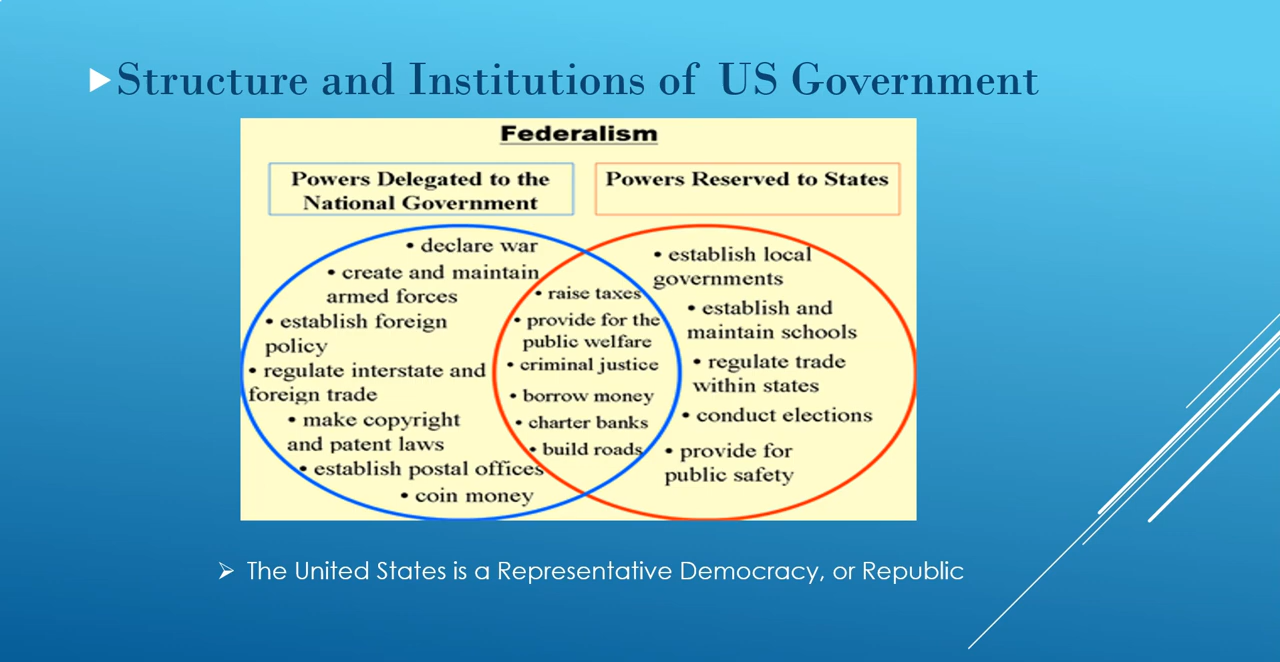 Structure and Institutions of US Government
Federalism
Powers Delegated to the
National Government
Powers Reserved to States
• declare war
• create and maintain
armed forces
• establish foreign
policy
• regulate interstate and
foreign trade
• make copyright
and patent laws
• establish postal offices
• coin money
• raise taxes
• provide for the
public welfare
• criminal justice
• borrow money
• charter banks
• build roads
• establish local
governments
• establish and
maintain schools
• regulate trade
within states
• conduct elections
• provide for
public safety
The United States is a Representative Democracy, or Republic